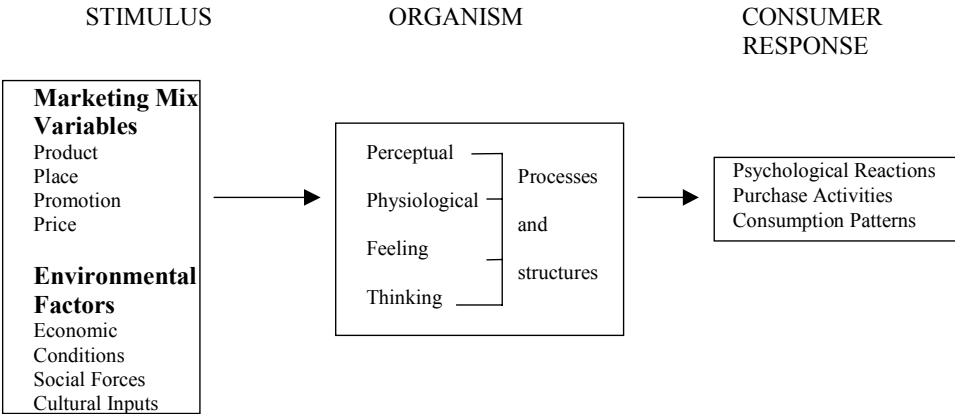 STIMULUS
ORGANISM
CONSUMER
RESPONSE
Marketing Mix
Variables
Product
Place
Promotion
Price
Environmental
Factors
Economic
Conditions
Social Forces
Cultural Inputs
Perceptual
Physiological
Feeling
Thinking
Processes
and
structures
Psychological Reactions
Purchase Activities
Consumption Patterns